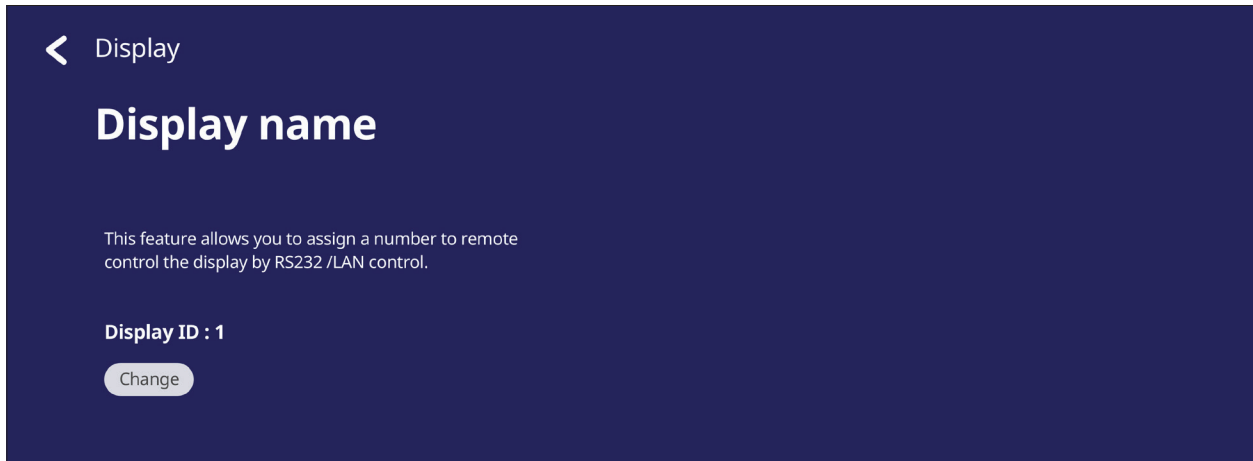 Display
Display name
This feature allows you to assign a number to remote
control the display by RS232 /LAN control.
Display ID : 1
Change